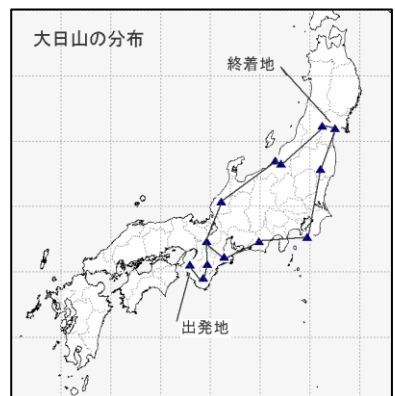 大日山の分布
終着地
出発地